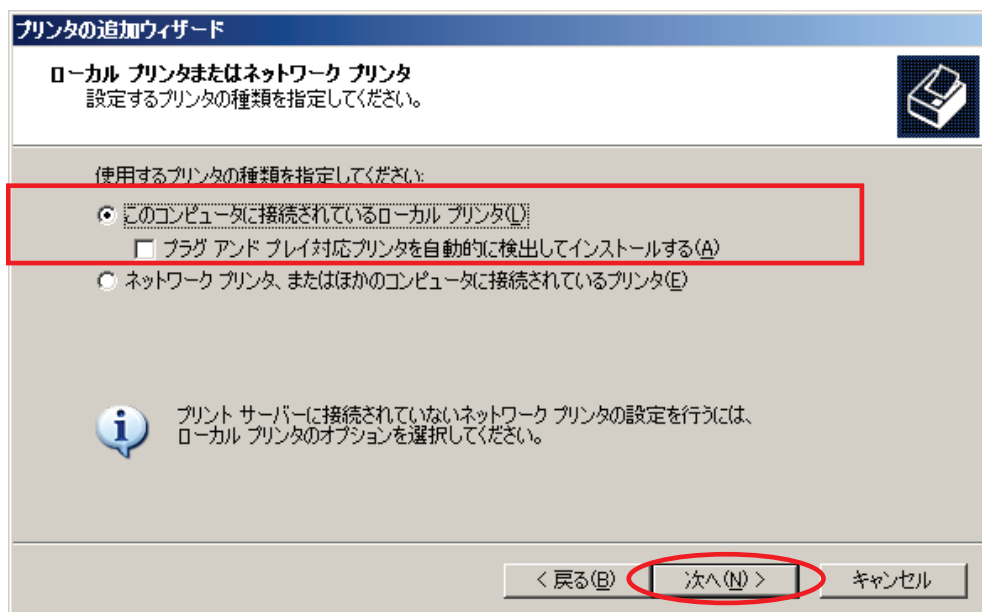 プリンタの追加ウィザード
ローカル プリンタまたはネットワーク プリンタ
設定するプリンタの種類を指定してください。
使用するプリンタの種類を指定してください:
このコンピュータに接続されているローカル プリンタ(L)
プラグ アンド プレイ対応プリンタを自動的に検出してインストールする(A)
ネットワーク プリンタ、またはほかのコンピュータに接続されているプリンタ(E)
プリント サーバーに接続されていないネットワーク プリンタの設定を行うには、
ローカル プリンタのオプションを選択してください。
< 戻る(B) 次へ(N) > キャンセル